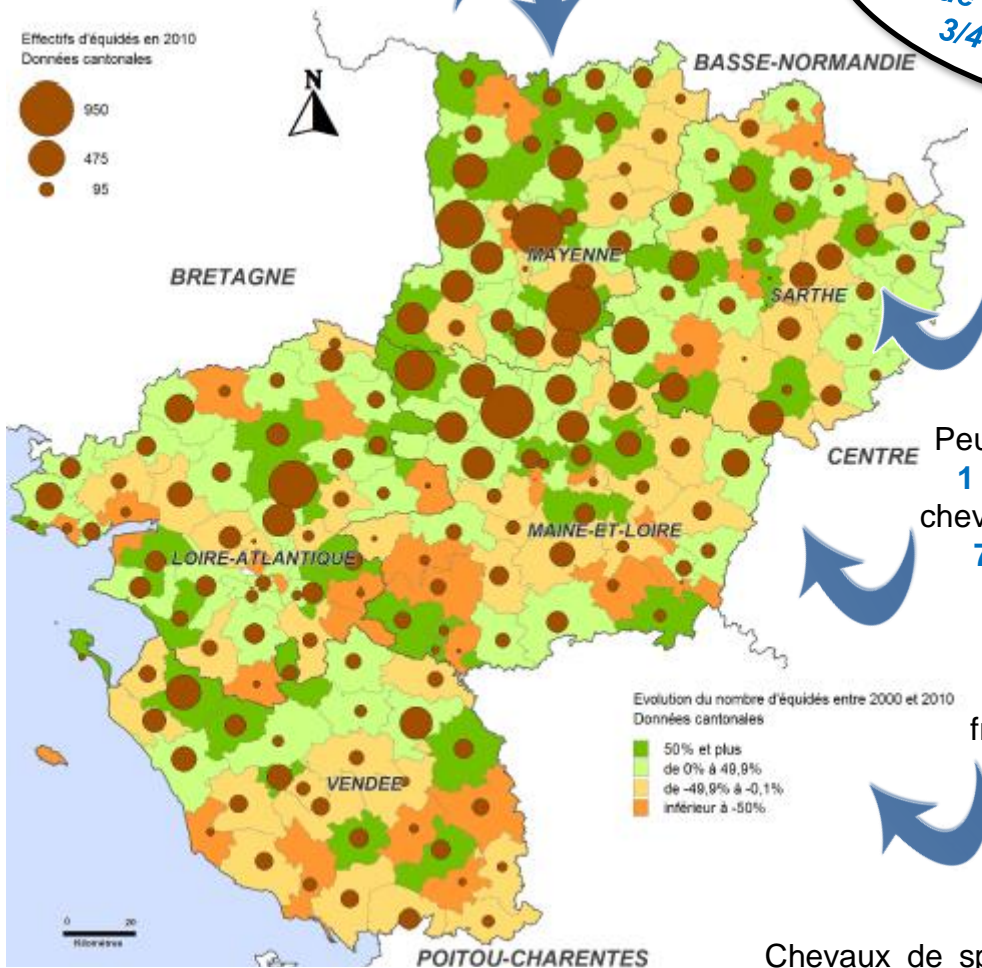 de
3/4
Effectifs d'équidés en 2010
Données cantonales
950
475
95
N
BASSE-NORMANDIE
BRETAGNE
MAYENNE
SARTHE
CENTRE
Peu
1
chev
7
MAINE-ET-LOIRE
LOIRE-ATLANTIQUE
Evolution du nombre d'équidés entre 2000 et 2010
Données cantonales
50% et plus
de 0% à 49,9%
de -49,9% à -0,1%
inférieur à -50%
fr
VENDEE
0 20
Kilomètres
POITOU-CHARENTES
Chevaux de sp